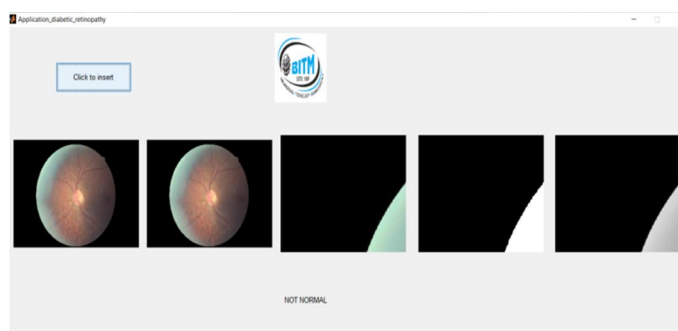 Application_diabetic_retinopathy
Click to insert
BITM
NOT NORMAL